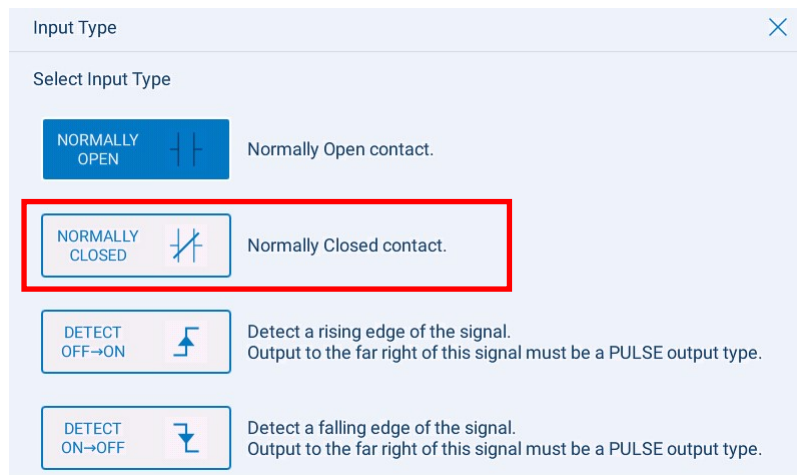 Input Type
Select Input Type
NORMALLY
OPEN
Normally Open contact.
NORMALLY
CLOSED
Normally Closed contact.
DETECT
OFF→ON
Detect a rising edge of the signal.
Output to the far right of this signal must be a PULSE output type.
DETECT
ON→OFF
Detect a falling edge of the signal.
Output to the far right of this signal must be a PULSE output type.